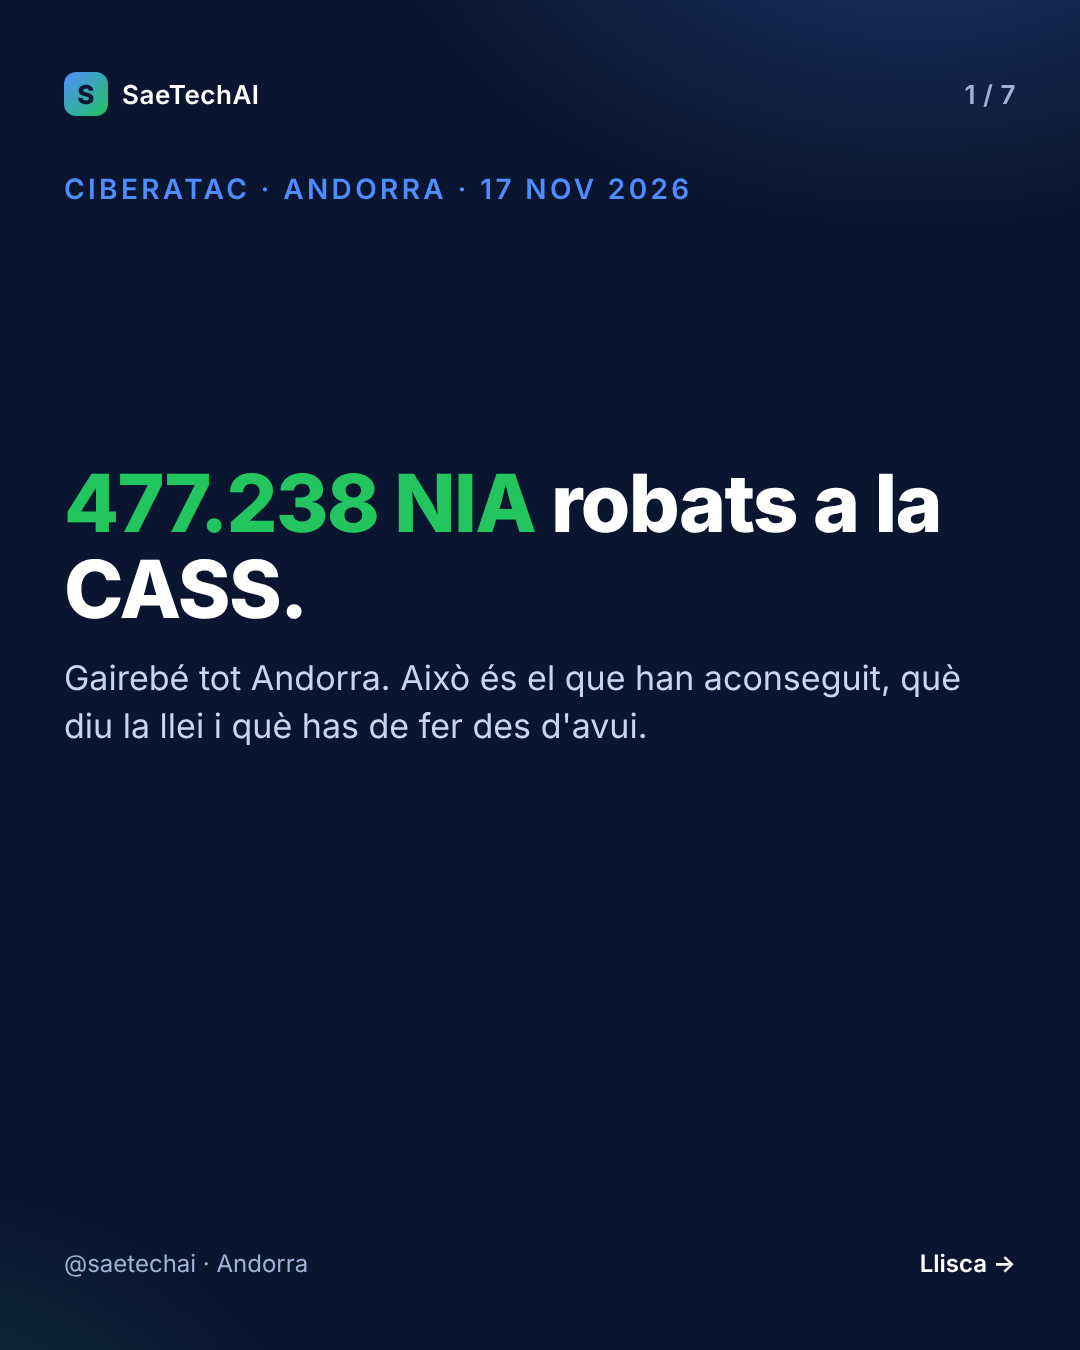 S SaeTechAI
1 / 7
CIBERATAC · ANDORRA · 17 NOV 2026
477.238 NIA robats a la
CASS.
Gairebé tot Andorra. Això és el que han aconseguit, què
diu la llei i què has de fer des d'avui.
@saetechai · Andorra
Llisca →